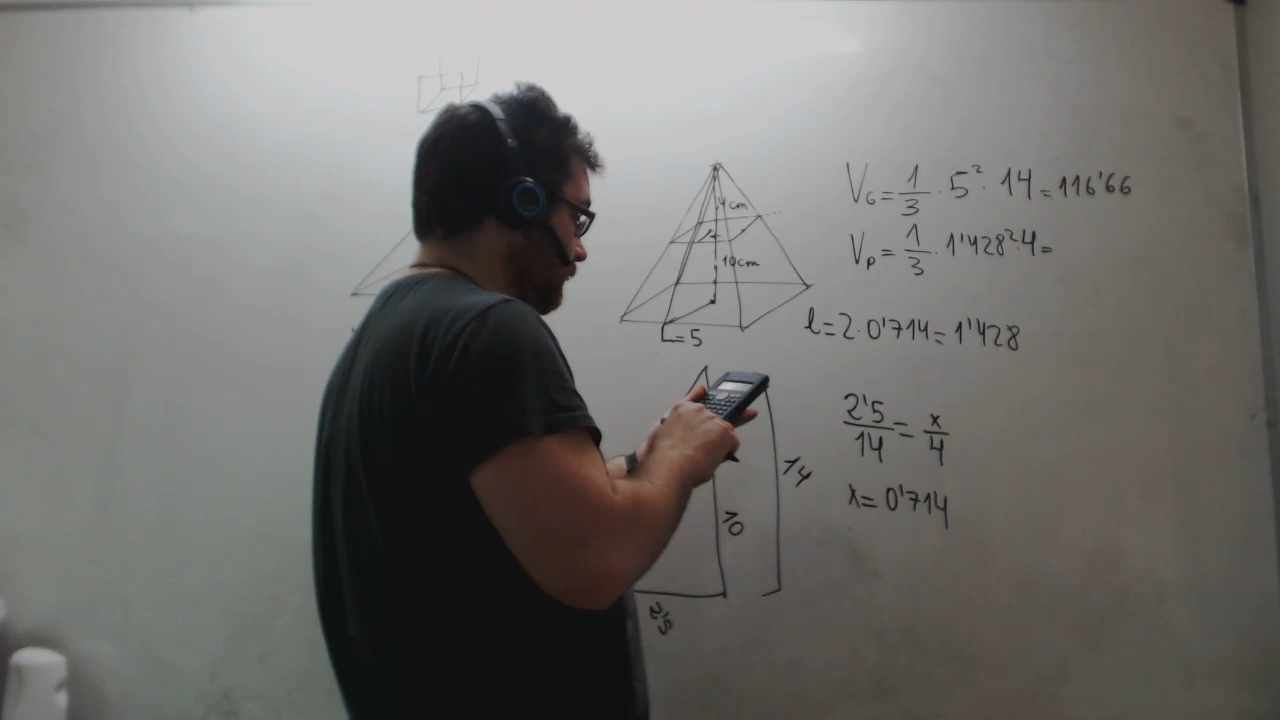 V_G = 1/3 · 5² · 14 = 116'66
V_P = 1/3 · 1'428² · 4 =
l = 2 · 0'714 = 1'428
2'5/14 = x/4
x = 0'714
4cm
10cm
L=5
14
10
2'5